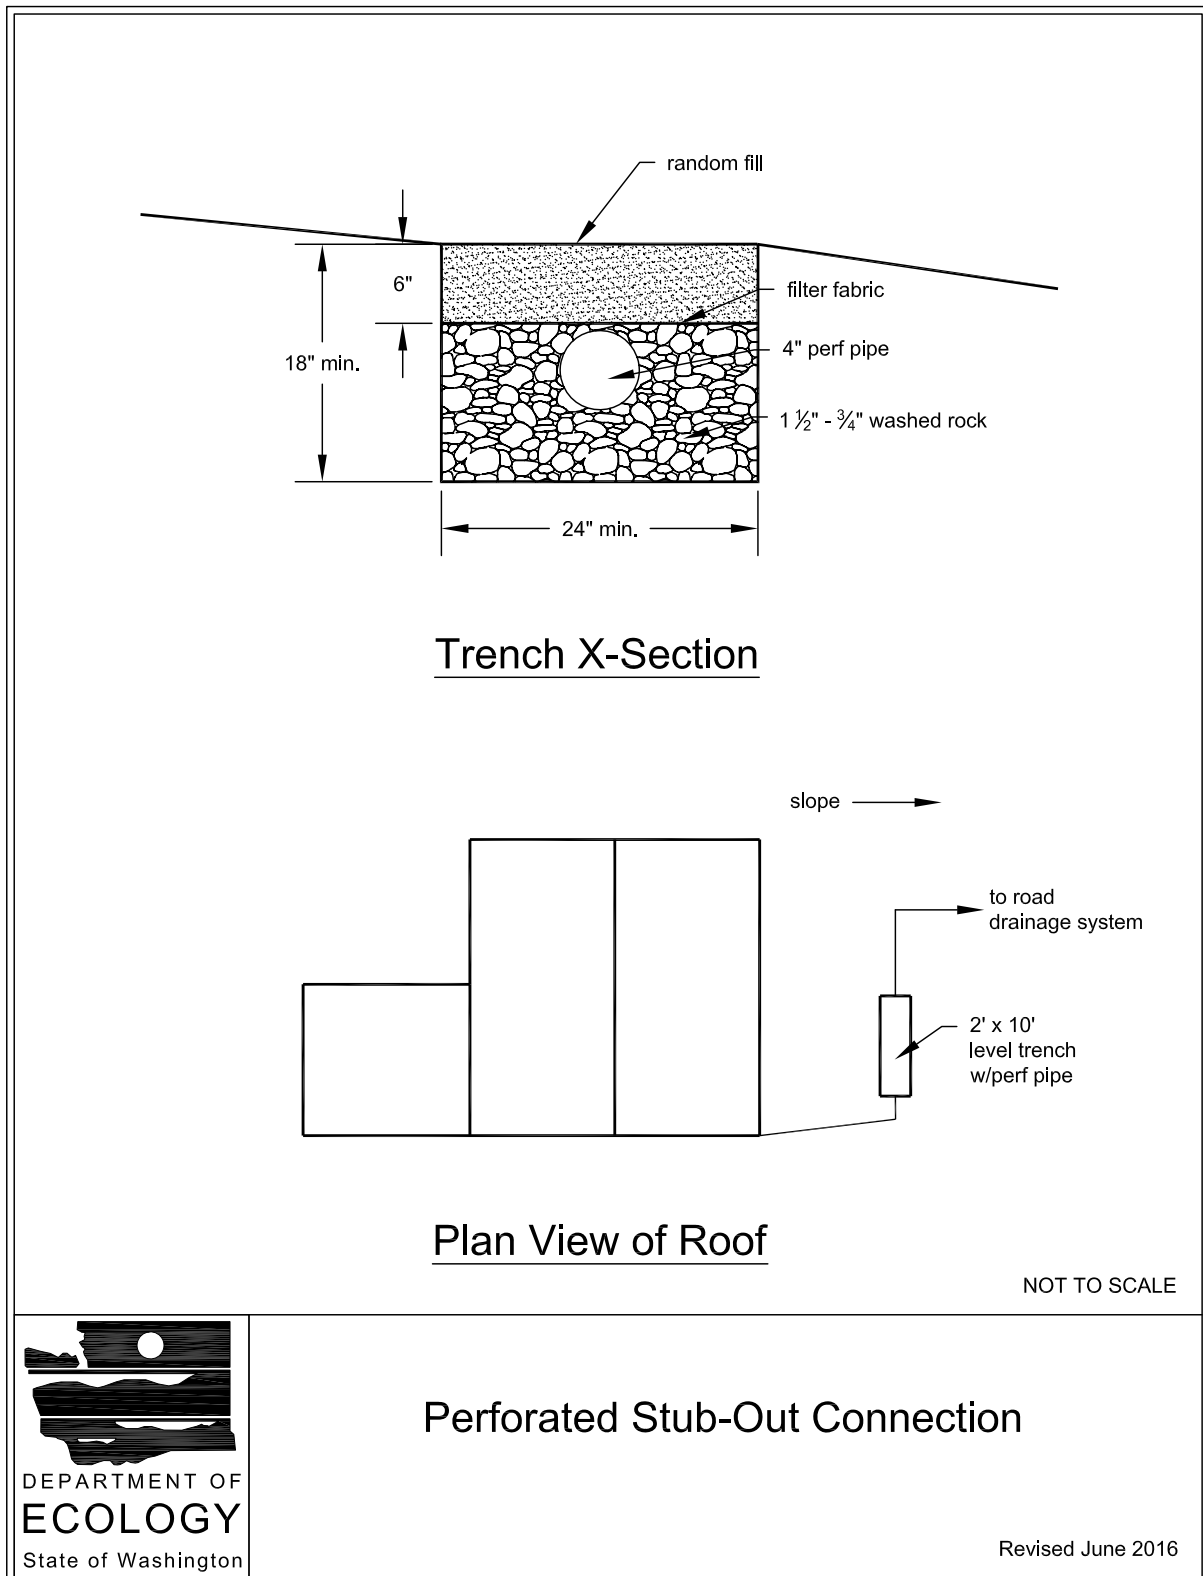 random fill
6"
filter fabric
18" min.
4" perf pipe
1 ½" - ¾" washed rock
24" min.
Trench X-Section
slope
to road
drainage system
2' x 10'
level trench
w/perf pipe
Plan View of Roof
NOT TO SCALE
DEPARTMENT OF
ECOLOGY
State of Washington
Perforated Stub-Out Connection
Revised June 2016